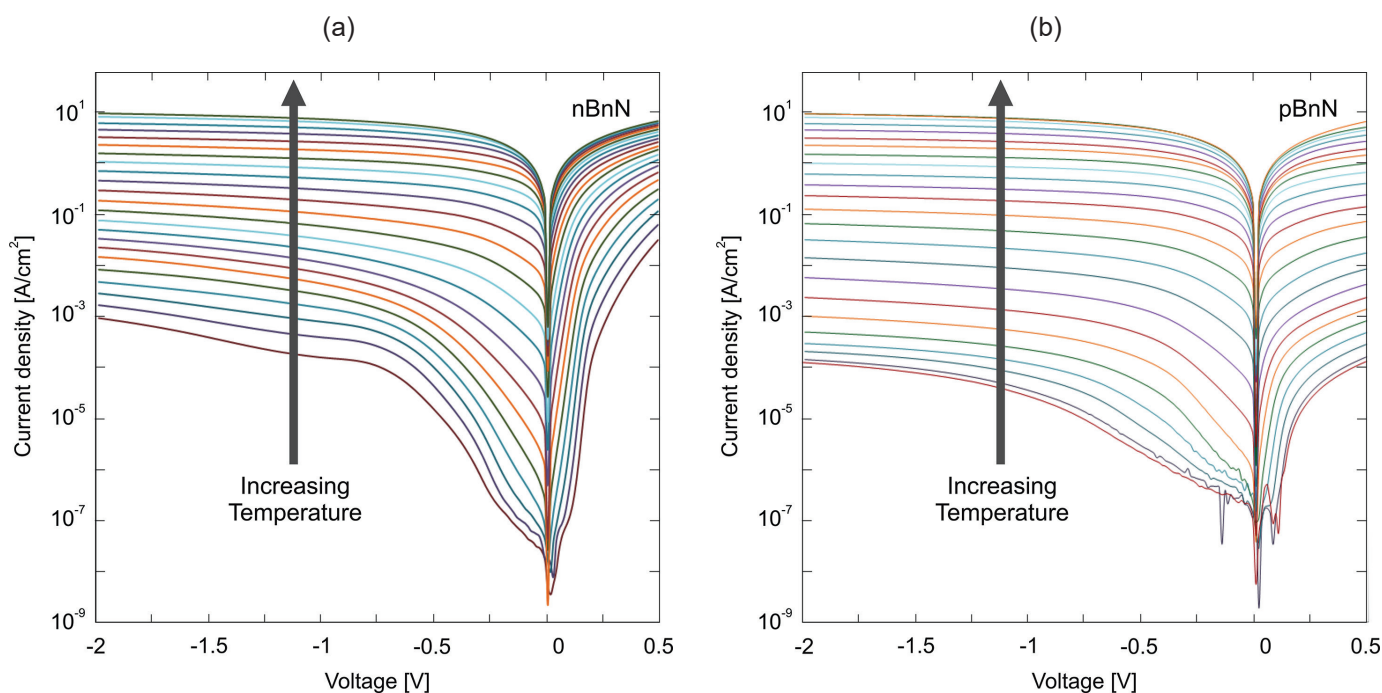 (a)
(b)
nBnN
pBnN
10^1
10^-1
10^-3
10^-5
10^-7
10^-9
Current density [A/cm^2]
Increasing
Temperature
-2
-1.5
-1
-0.5
0
0.5
Voltage [V]
10^1
10^-1
10^-3
10^-5
10^-7
10^-9
Current density [A/cm^2]
Increasing
Temperature
-2
-1.5
-1
-0.5
0
0.5
Voltage [V]